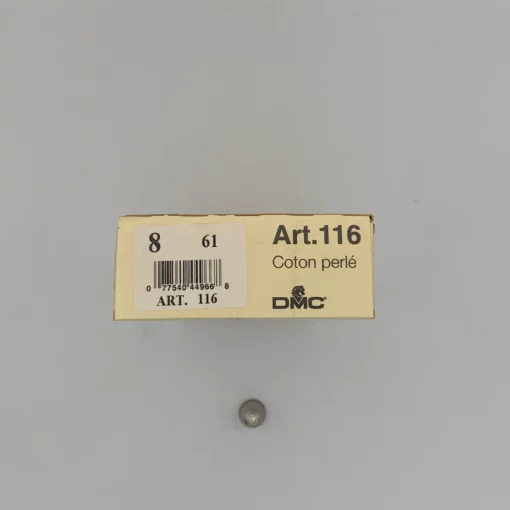 8 61
0 77540 44966 8
ART. 116
Art.116
Coton perlé
DMC